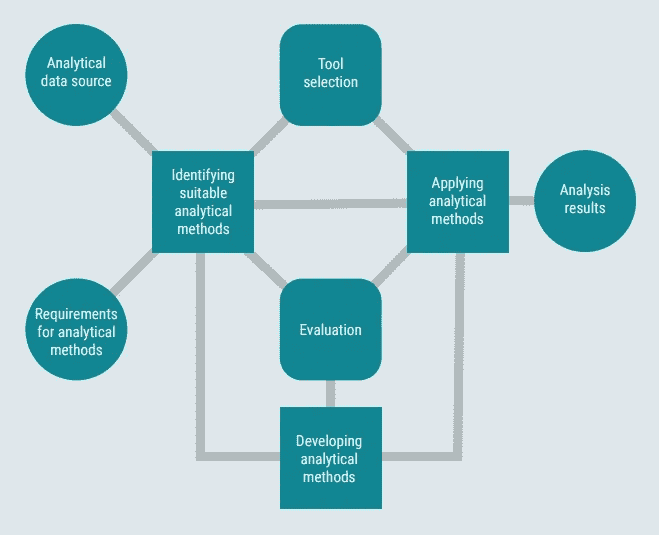 Analytical
data source
Tool
selection
Identifying
suitable
analytical
methods
Applying
analytical
methods
Analysis
results
Requirements
for analytical
methods
Evaluation
Developing
analytical
methods